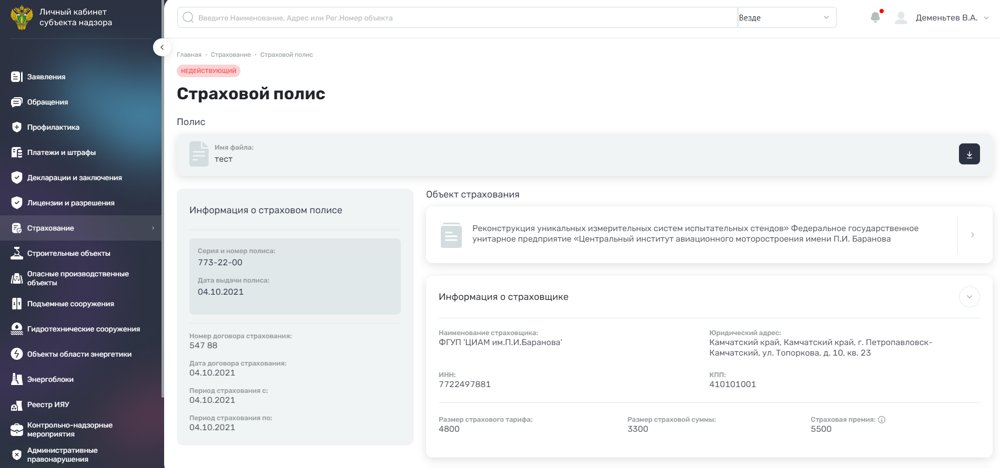 Личный кабинет
субъекта надзора
Заявления
Обращения
Профилактика
Платежи и штрафы
Декларации и заключения
Лицензии и разрешения
Страхование
Строительные объекты
Опасные производственные
объекты
Подъемные сооружения
Гидротехнические сооружения
Объекты области энергетики
Энергоблоки
Реестр ИЯУ
Контрольно-надзорные
мероприятия
Административные
правонарушения
Введите Наименование, Адрес или Рег.Номер объекта
Везде
Деменьтев В.А.
Главная · Страхование · Страховой полис
НЕДЕЙСТВУЮЩИЙ
Страховой полис
Полис
Имя файла:
тест
Информация о страховом полисе
Серия и номер полиса:
773-22-00
Дата выдачи полиса:
04.10.2021
Номер договора страхования:
547 88
Дата договора страхования:
04.10.2021
Период страхования с:
04.10.2021
Период страхования по:
04.10.2021
Объект страхования
Реконструкция уникальных измерительных систем испытательных стендов» Федеральное государственное
унитарное предприятие «Центральный институт авиационного моторостроения имени П.И. Баранова
Информация о страховщике
Наименование страховщика:
ФГУП 'ЦИАМ им.П.И.Баранова'
Юридический адрес:
Камчатский край, Камчатский край, г. Петропавловск-
Камчатский, ул. Топоркова, д. 10, кв. 23
ИНН:
7722497881
КПП:
410101001
Размер страхового тарифа:
4800
Размер страховой суммы:
3300
Страховая премия:
5500